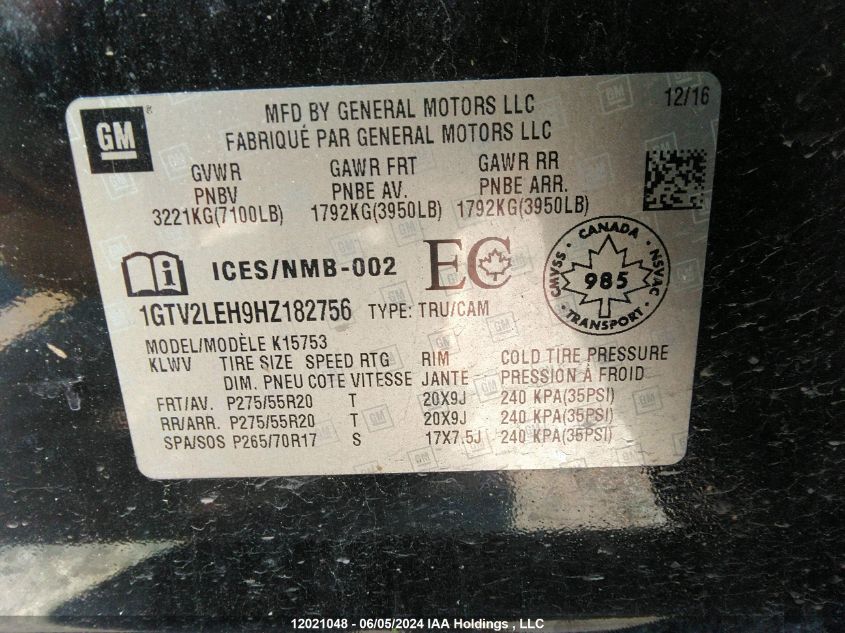 GM
MFD BY GENERAL MOTORS LLC
12/16
FABRIQUÉ PAR GENERAL MOTORS LLC
GVWR GAWR FRT GAWR RR
PNBV PNBE AV. PNBE ARR.
3221KG(7100LB) 1792KG(3950LB) 1792KG(3950LB)
i ICES/NMB-002 EC
CANADA
CMVSS 985 NSVAC
TRANSPORT
1GTV2LEH9HZ182756 TYPE: TRU/CAM
MODEL/MODÈLE K15753
KLWV TIRE SIZE SPEED RTG RIM COLD TIRE PRESSURE
DIM. PNEU COTE VITESSE JANTE PRESSION À FROID
FRT/AV. P275/55R20 T 20X9J 240 KPA(35PSI)
RR/ARR. P275/55R20 T 20X9J 240 KPA(35PSI)
SPA/SOS P265/70R17 S 17X7,5J 240 KPA(35PSI)
12021048 - 06/05/2024 IAA Holdings , LLC